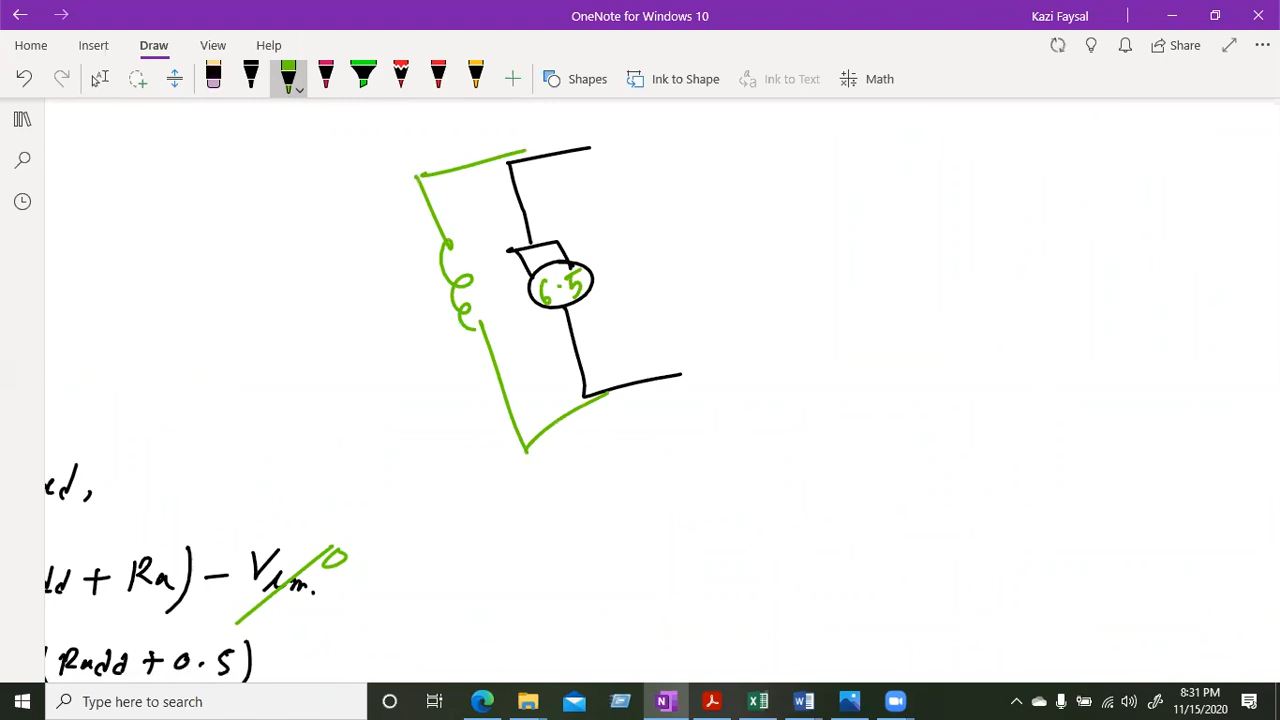 OneNote for Windows 10
Kazi Faysal
Home Insert Draw View Help
Share
Shapes Ink to Shape Ink to Text Math
6.5
d,
dd + Ra) - V
0
(Radd + 0.5)
Type here to search
8:31 PM
11/15/2020